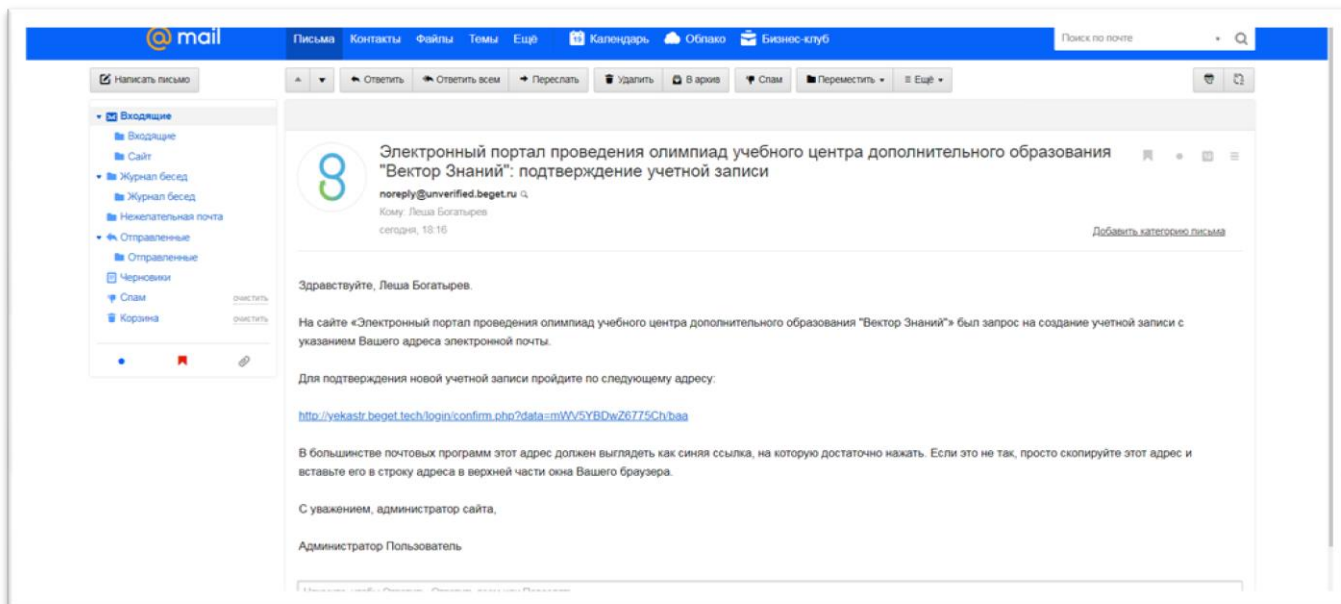 @ mail
Письма Контакты Файлы Темы Ещё 19 Календарь Облако Бизнес-клуб
Поиск по почте
Написать письмо
Ответить Ответить всем Переслать Удалить В архив Спам Переместить Ещё
Входящие
Входящие
Сайт
Журнал бесед
Журнал бесед
Нежелательная почта
Отправленные
Отправленные
Черновики
Спам очистить
Корзина очистить
Электронный портал проведения олимпиад учебного центра дополнительного образования
"Вектор Знаний": подтверждение учетной записи
noreply@unverified.beget.ru
Кому: Леша Богатырев
сегодня, 18:16
Добавить категорию письма
Здравствуйте, Леша Богатырев.
На сайте «Электронный портал проведения олимпиад учебного центра дополнительного образования "Вектор Знаний"» был запрос на создание учетной записи с
указанием Вашего адреса электронной почты.
Для подтверждения новой учетной записи пройдите по следующему адресу:
http://yekastr.beget.tech/login/confirm.php?data=mWV5YBDwZ6775Ch/baa
В большинстве почтовых программ этот адрес должен выглядеть как синяя ссылка, на которую достаточно нажать. Если это не так, просто скопируйте этот адрес и
вставьте его в строку адреса в верхней части окна Вашего браузера.
С уважением, администратор сайта,
Администратор Пользователь